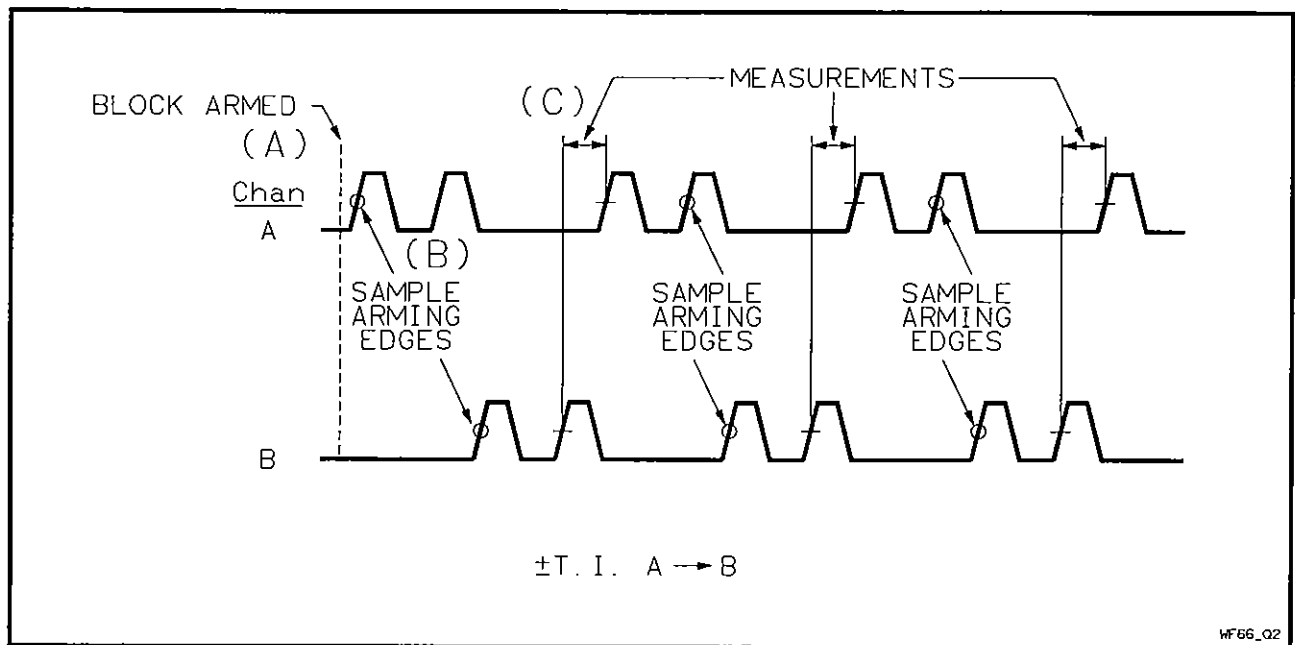 MEASUREMENTS
(C)
BLOCK ARMED
(A)
Chan
A
(B)
SAMPLE
ARMING
EDGES
SAMPLE
ARMING
EDGES
SAMPLE
ARMING
EDGES
B
±T.I. A → B
WF66_Q2